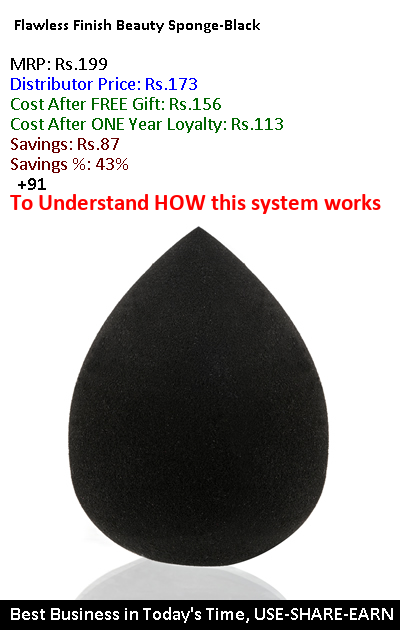 Flawless Finish Beauty Sponge-Black
MRP: Rs.199
Distributor Price: Rs.173
Cost After FREE Gift: Rs.156
Cost After ONE Year Loyalty: Rs.113
Savings: Rs.87
Savings %: 43%
+91
To Understand HOW this system works
Best Business in Today's Time, USE-SHARE-EARN